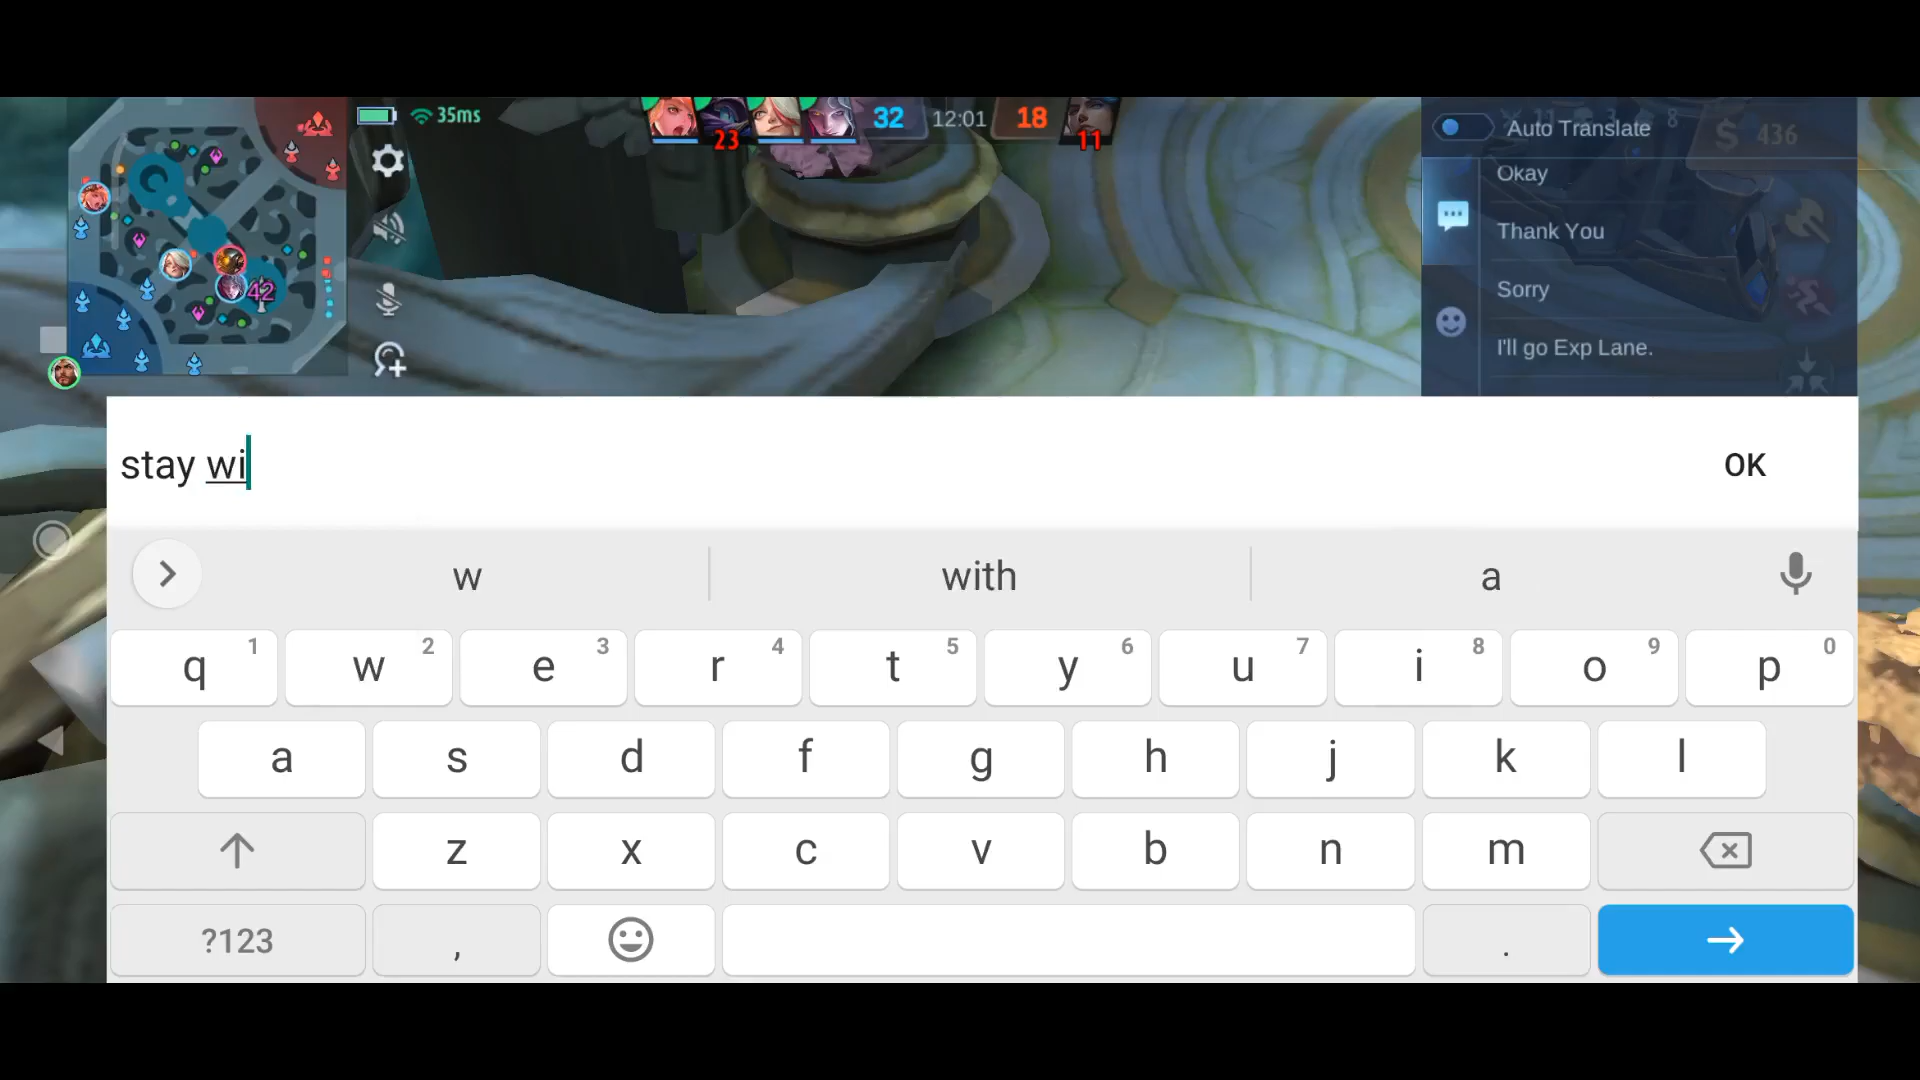 35ms
23
32
12:01
18
11
Auto Translate
436
Okay
Thank You
Sorry
I'll go Exp Lane.
42
stay wi
OK
w
with
a
q 1 w 2 e 3 r 4 t 5 y 6 u 7 i 8 o 9 p 0
a s d f g h j k l
z x c v b n m
?123 , .